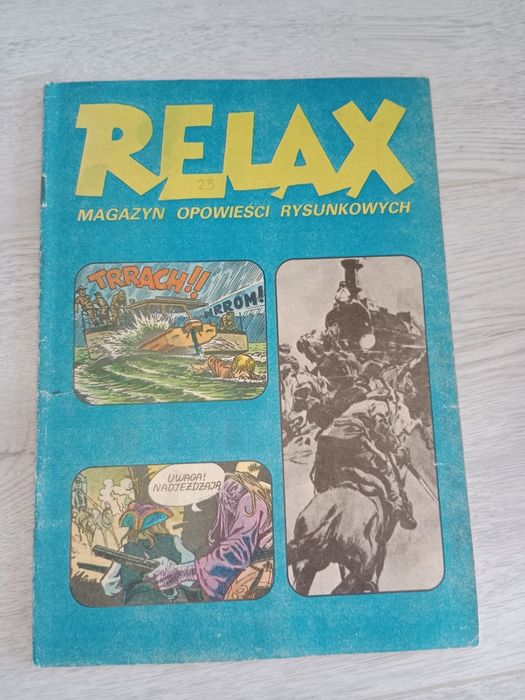 RELAX
23
MAGAZYN OPOWIEŚCI RYSUNKOWYCH
TRRACH!!
WRROM!
UWAGA!
NADJEŻDŻAJĄ